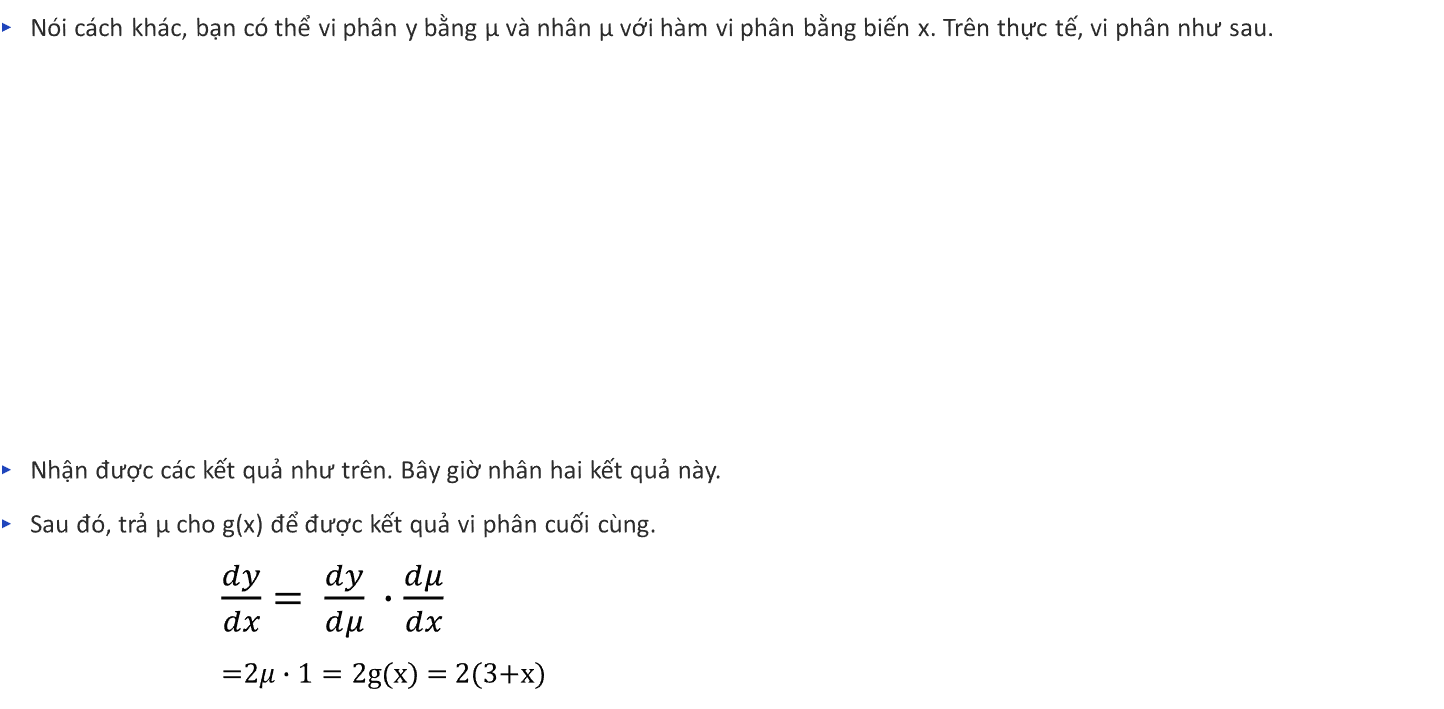 ▸ Nói cách khác, bạn có thể vi phân y bằng μ và nhân μ với hàm vi phân bằng biến x. Trên thực tế, vi phân như sau.
▸ Nhận được các kết quả như trên. Bây giờ nhân hai kết quả này.
▸ Sau đó, trả μ cho g(x) để được kết quả vi phân cuối cùng.
dy/dx = dy/dμ · dμ/dx
=2μ · 1 = 2g(x) = 2(3+x)